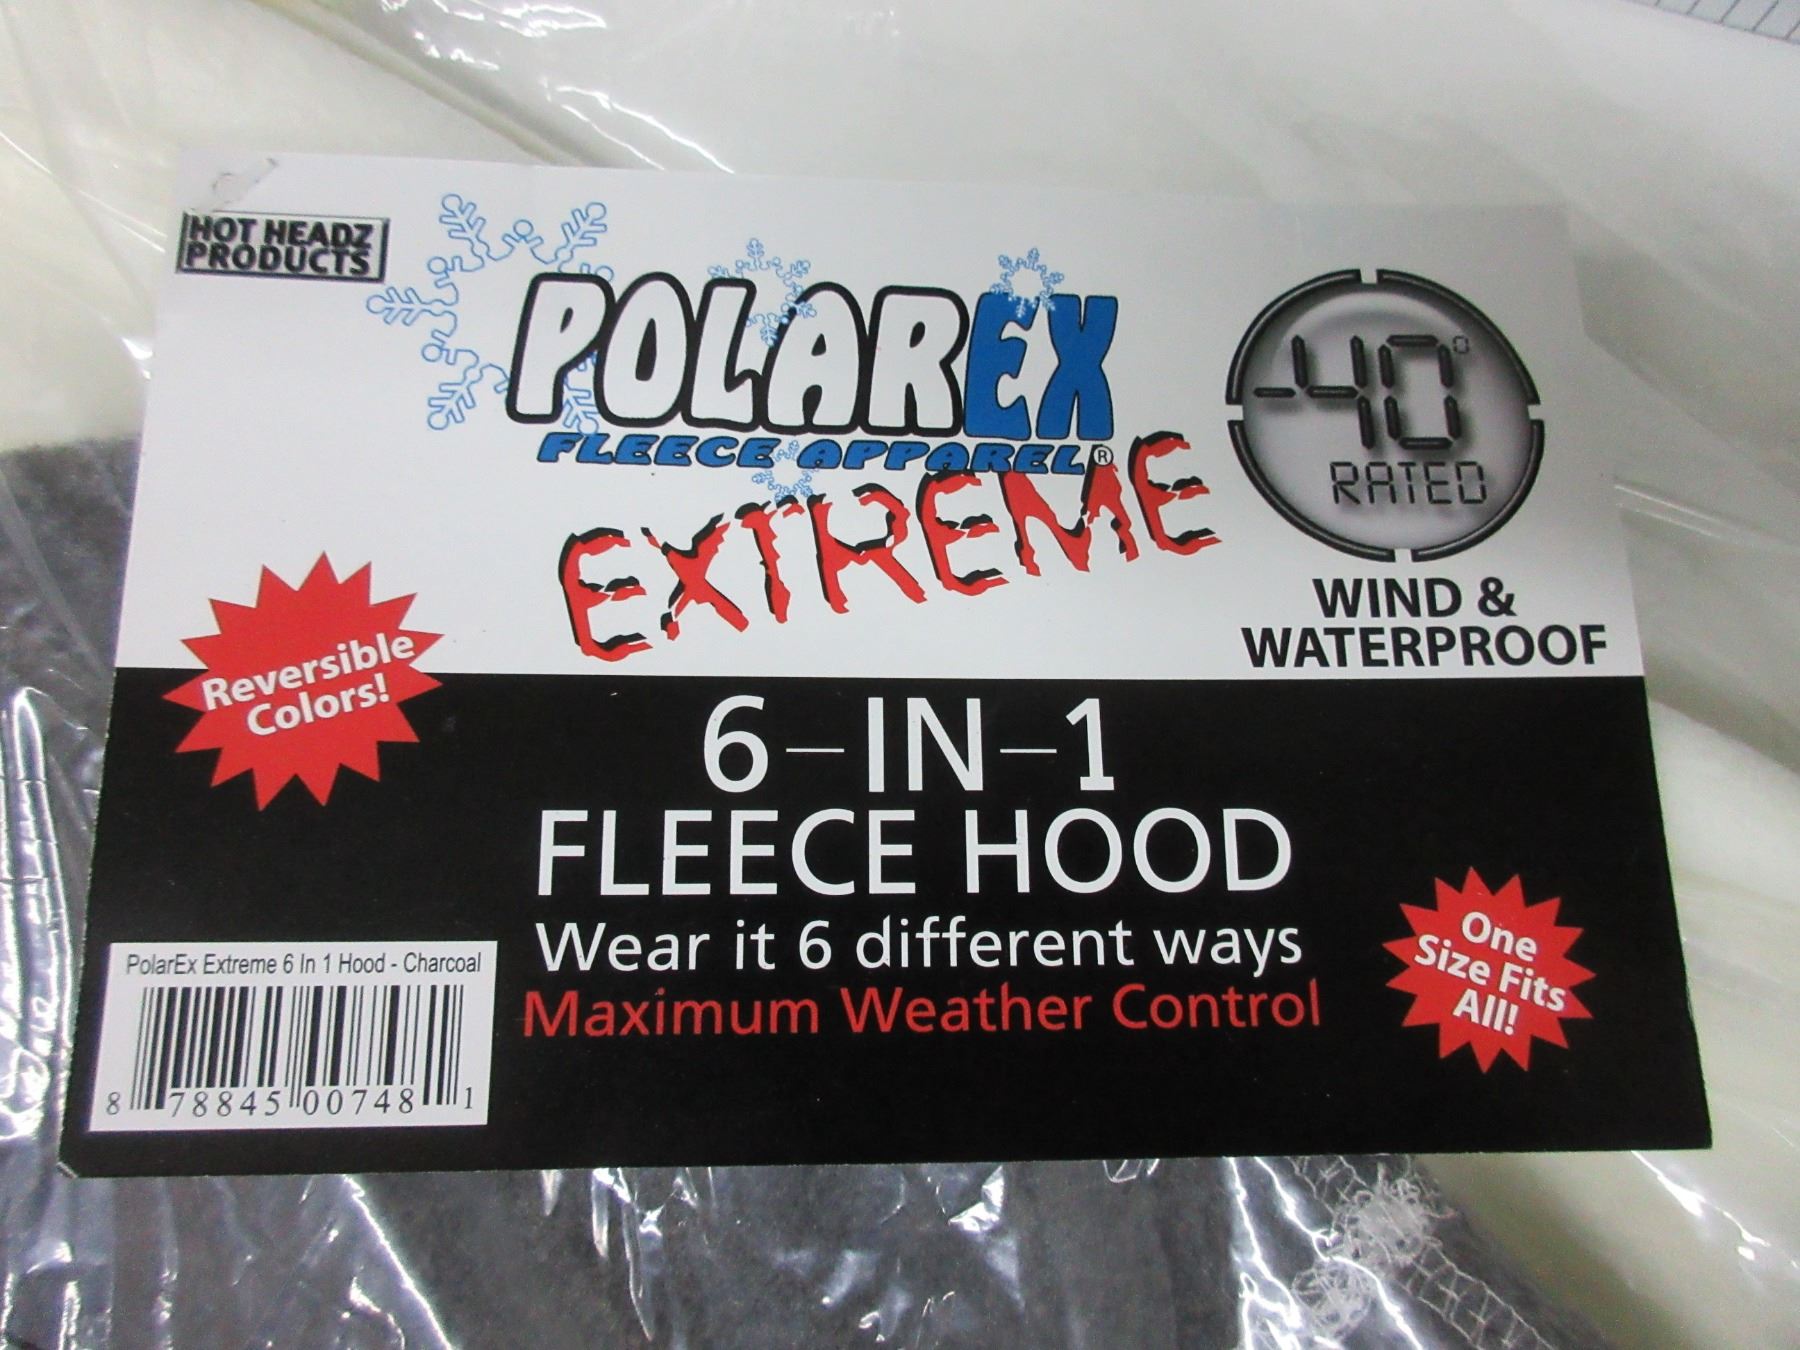 HOT HEADZ
PRODUCTS
POLAREX
FLEECE APPAREL®
EXTREME
-40°
RATED
WIND &
WATERPROOF
Reversible
Colors!
6-IN-1
FLEECE HOOD
Wear it 6 different ways
Maximum Weather Control
One
Size Fits
All!
PolarEx Extreme 6 In 1 Hood - Charcoal
8 78845 00748 1